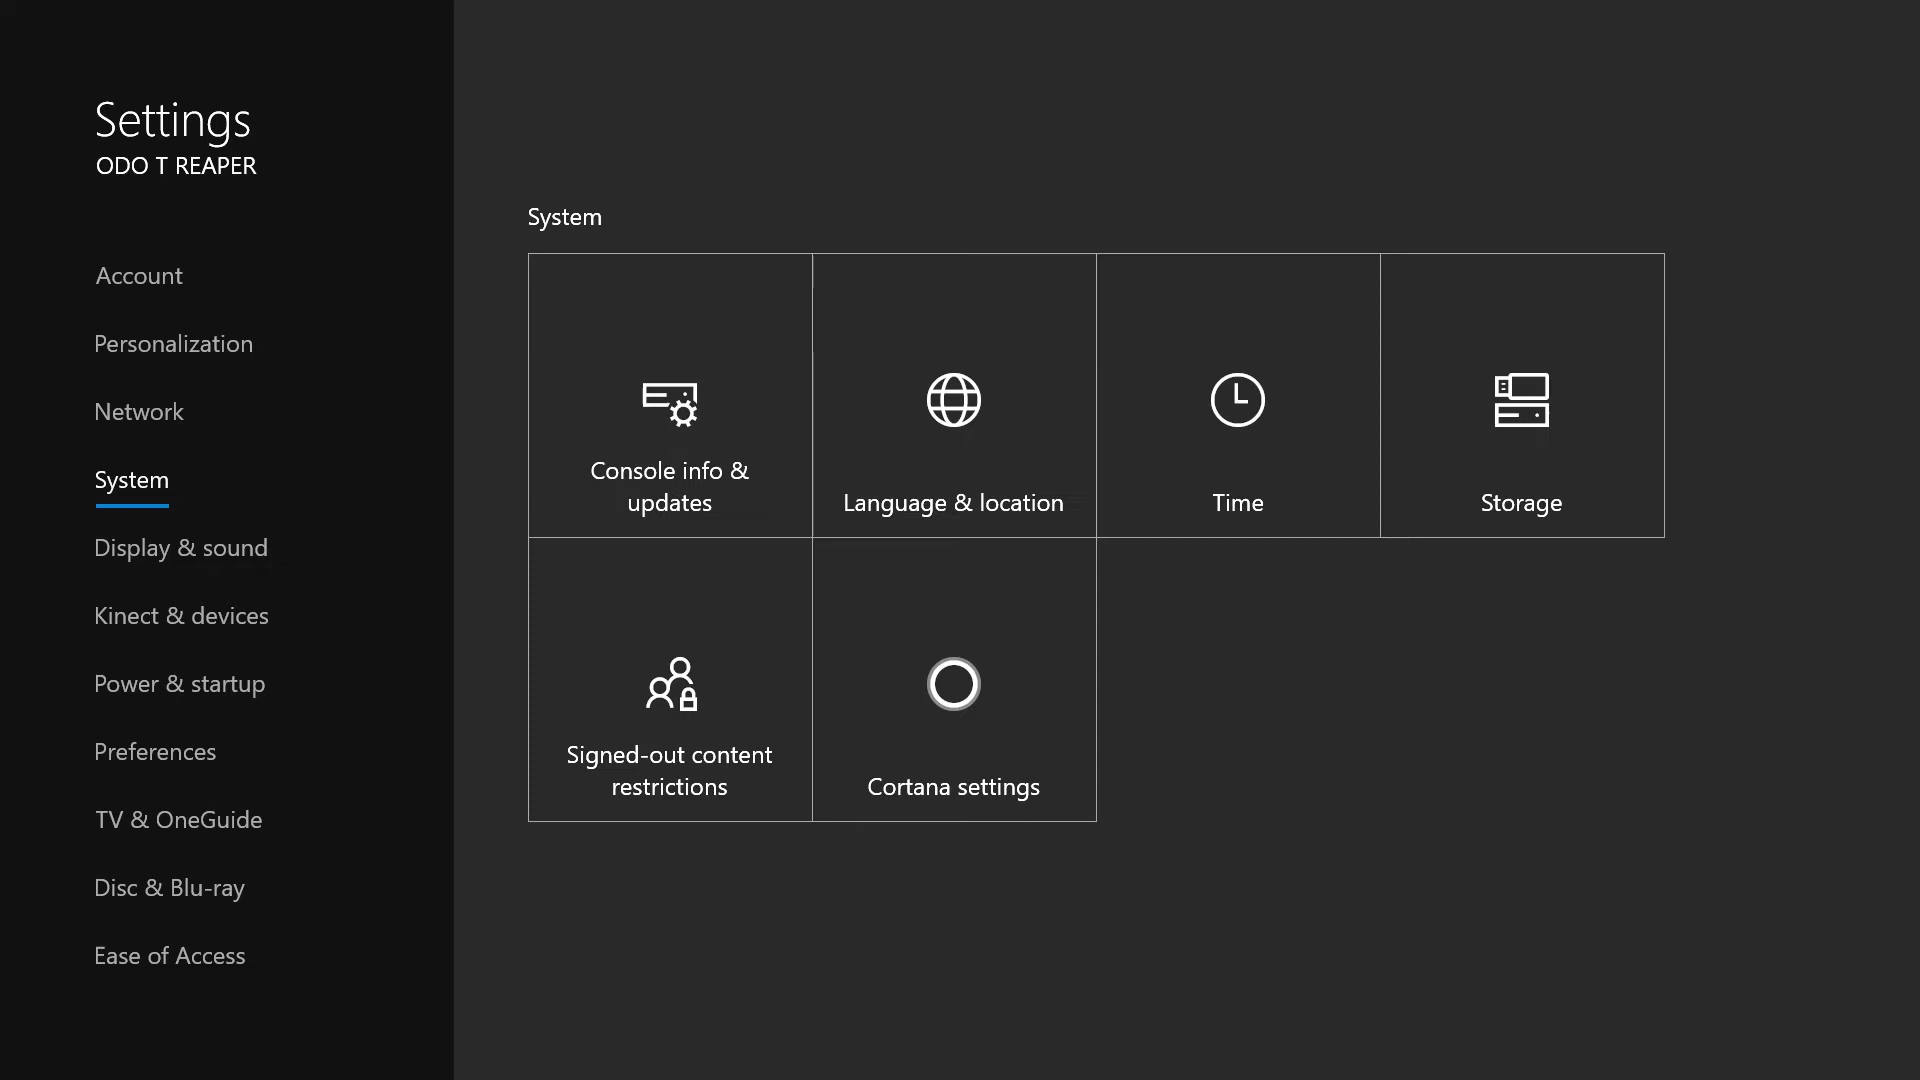 Settings
ODO T REAPER
Account
Personalization
Network
System
Display & sound
Kinect & devices
Power & startup
Preferences
TV & OneGuide
Disc & Blu-ray
Ease of Access
System
Console info &
updates
Language & location
Time
Storage
Signed-out content
restrictions
Cortana settings